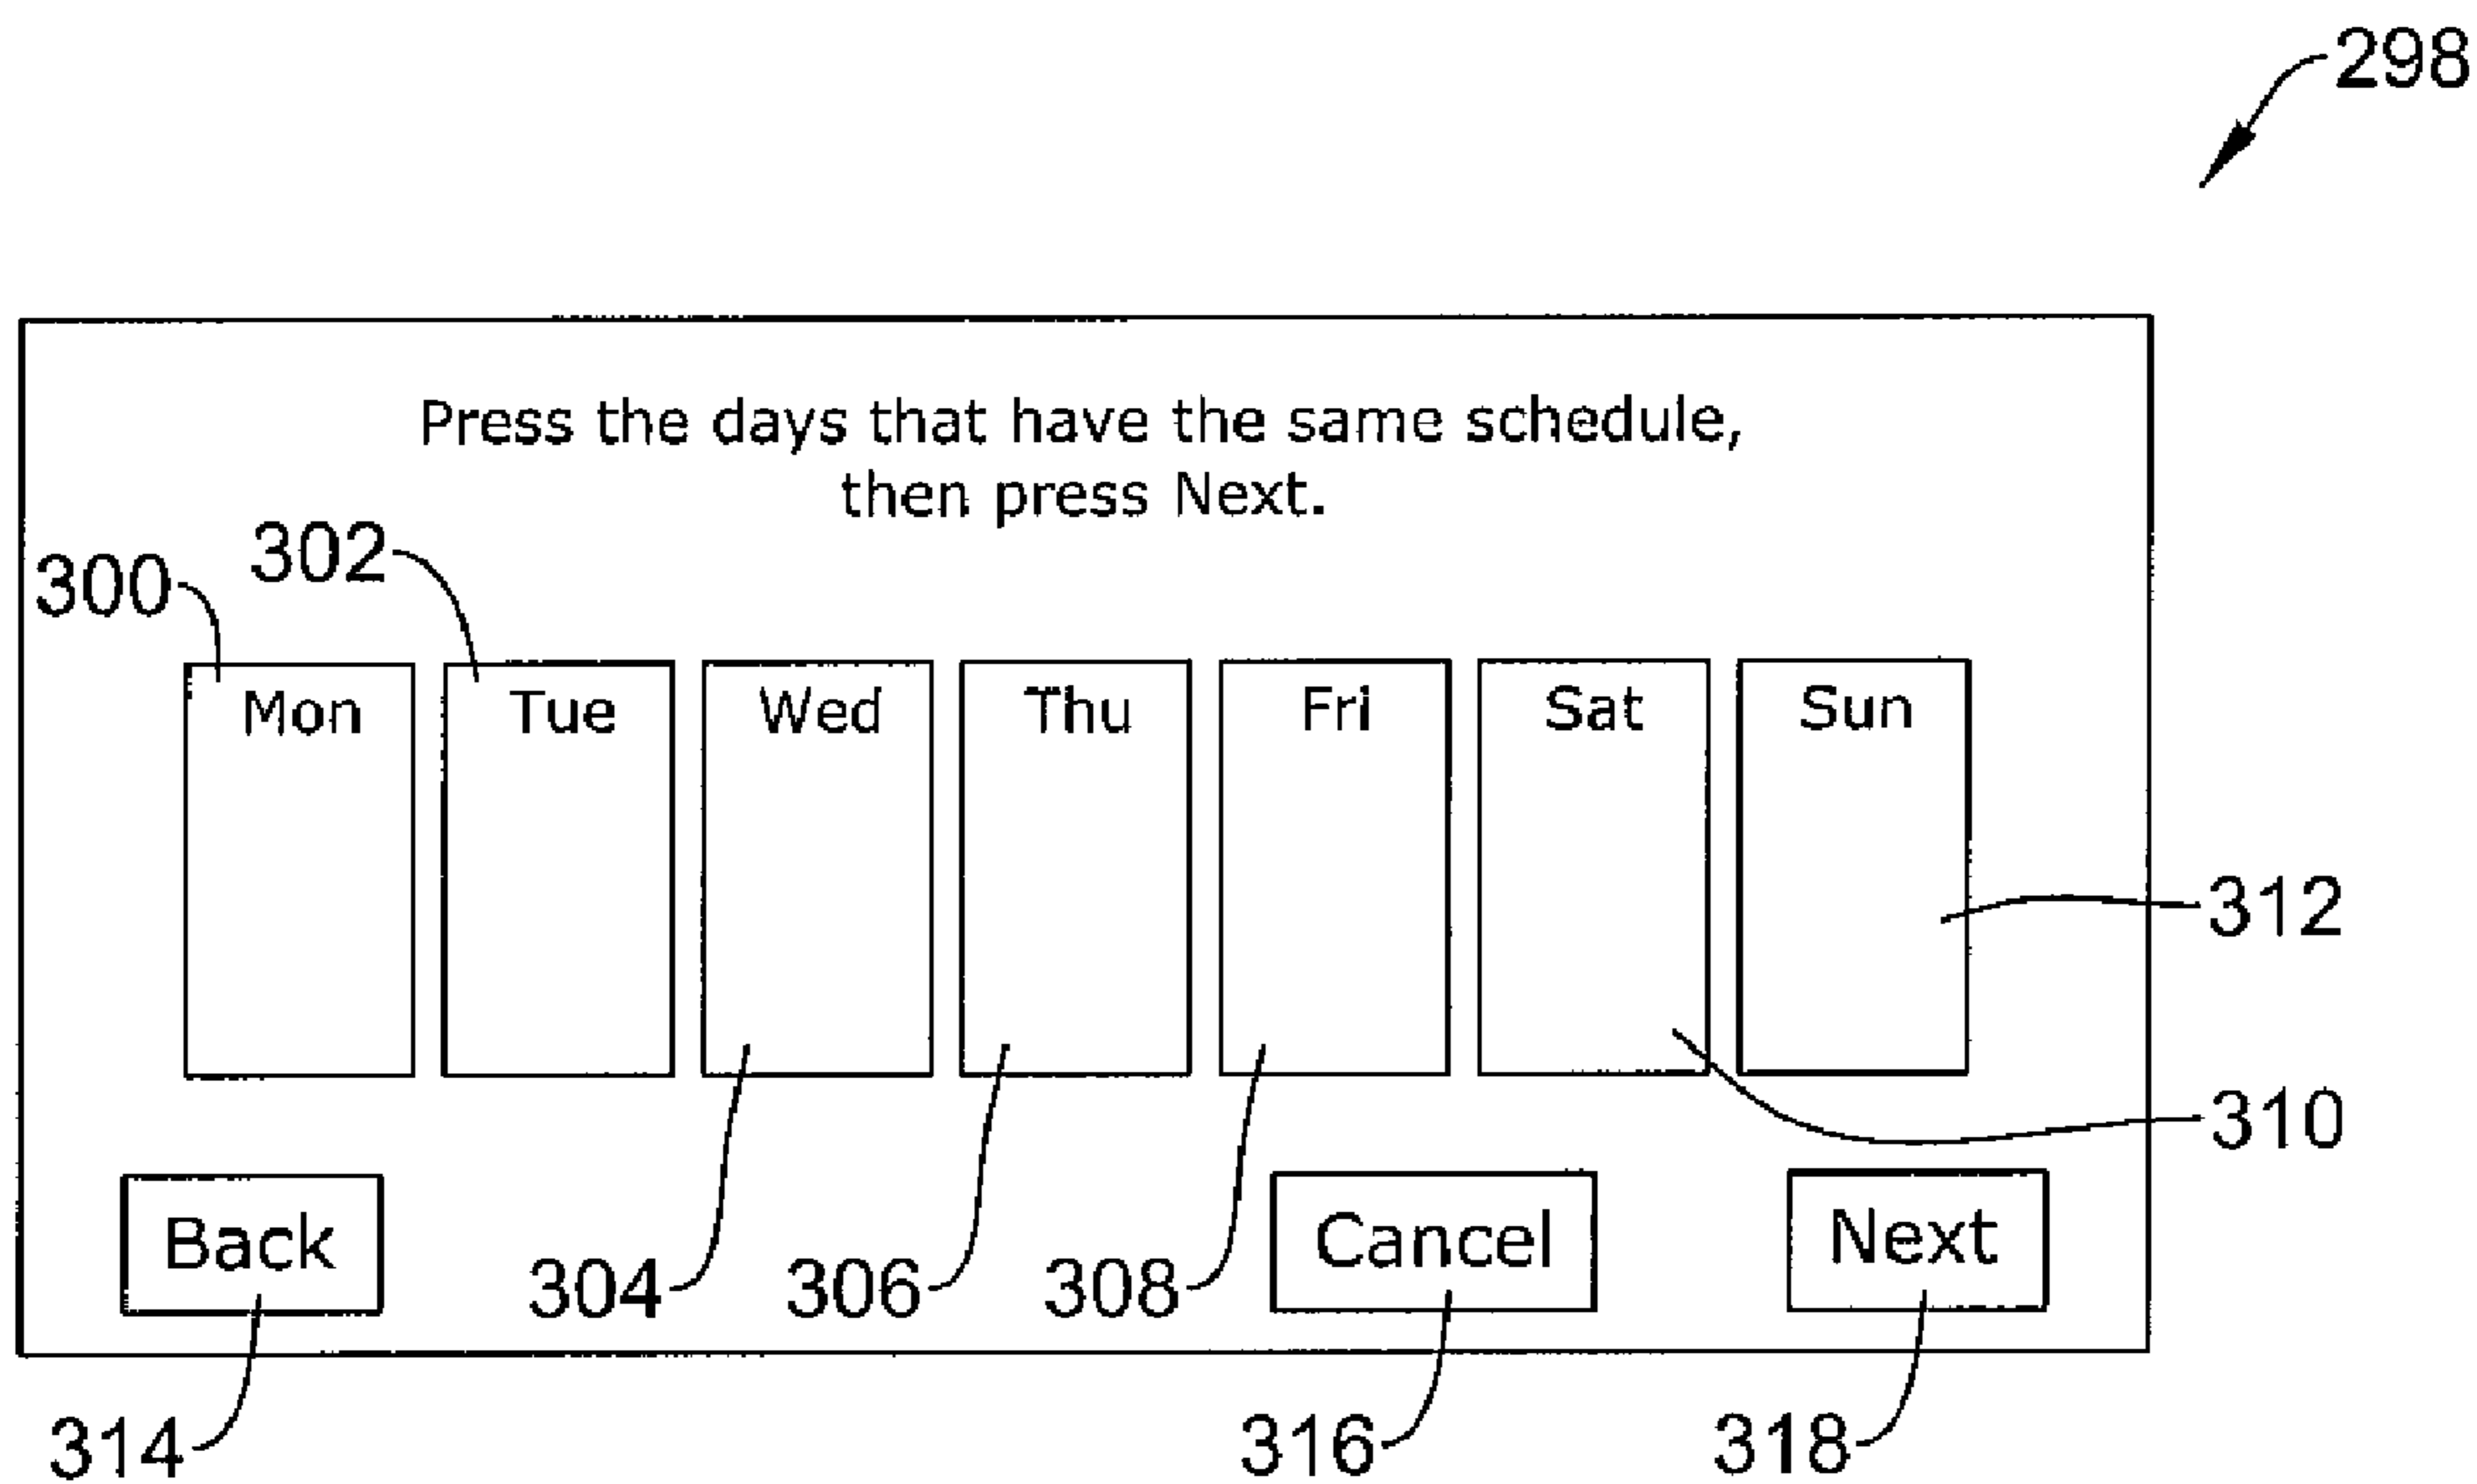 298
Press the days that have the same schedule,
then press Next.
300
302
Mon Tue Wed Thu Fri Sat Sun
312
310
Back Cancel Next
304 306 308
314 316 318